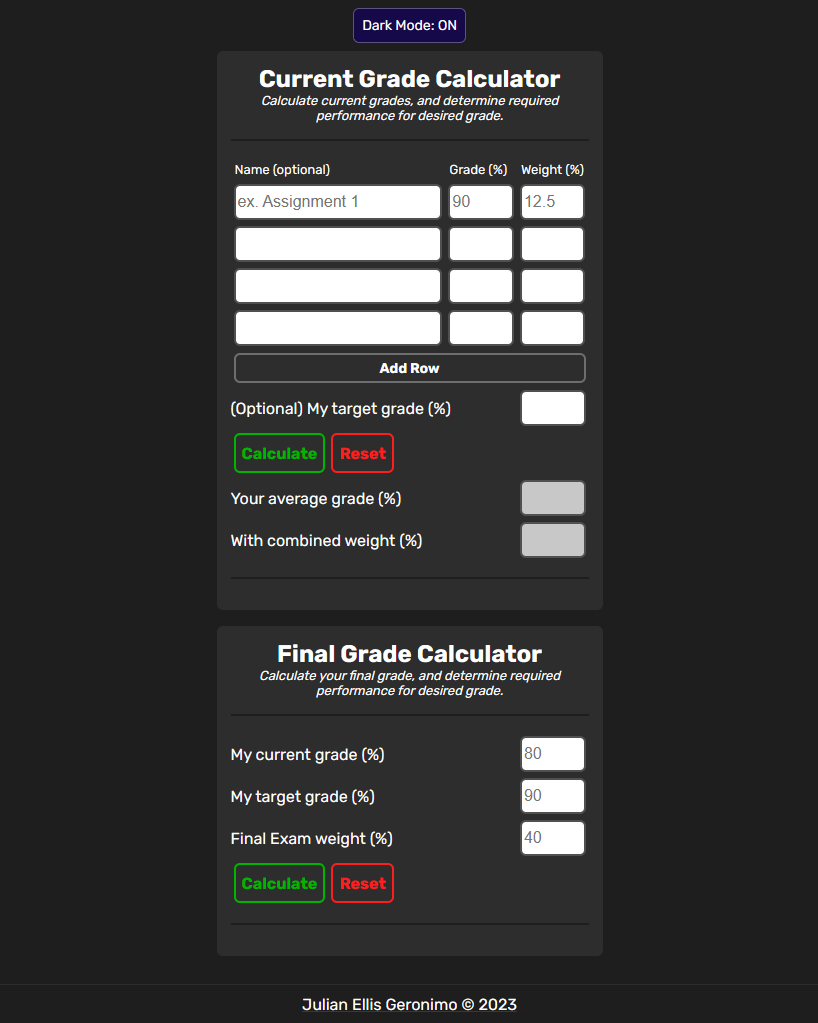 Dark Mode: ON
Current Grade Calculator
Calculate current grades, and determine required
performance for desired grade.
Name (optional) Grade (%) Weight (%)
ex. Assignment 1 90 12.5
Add Row
(Optional) My target grade (%)
Calculate Reset
Your average grade (%)
With combined weight (%)
Final Grade Calculator
Calculate your final grade, and determine required
performance for desired grade.
My current grade (%) 80
My target grade (%) 90
Final Exam weight (%) 40
Calculate Reset
Julian Ellis Geronimo © 2023